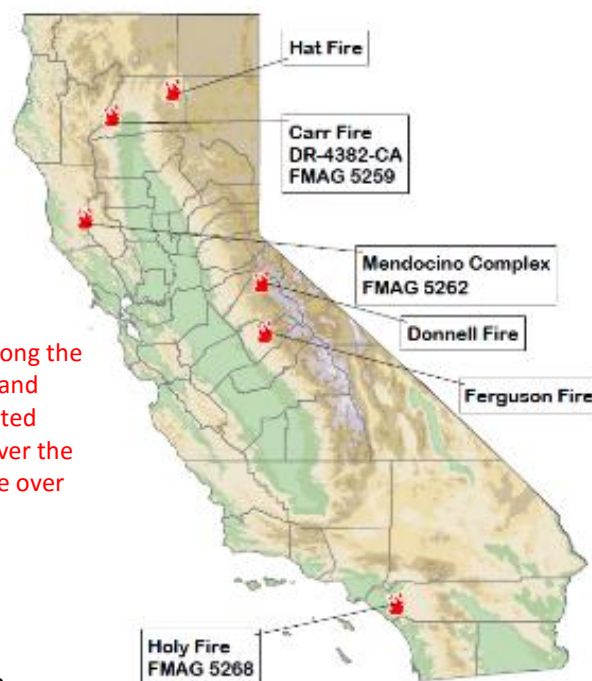 Hat Fire
Carr Fire
DR-4382-CA
FMAG 5259
Mendocino Complex
FMAG 5262
Donnell Fire
Ferguson Fire
ong the
and
ted
ver the
e over
Holy Fire
FMAG 5268